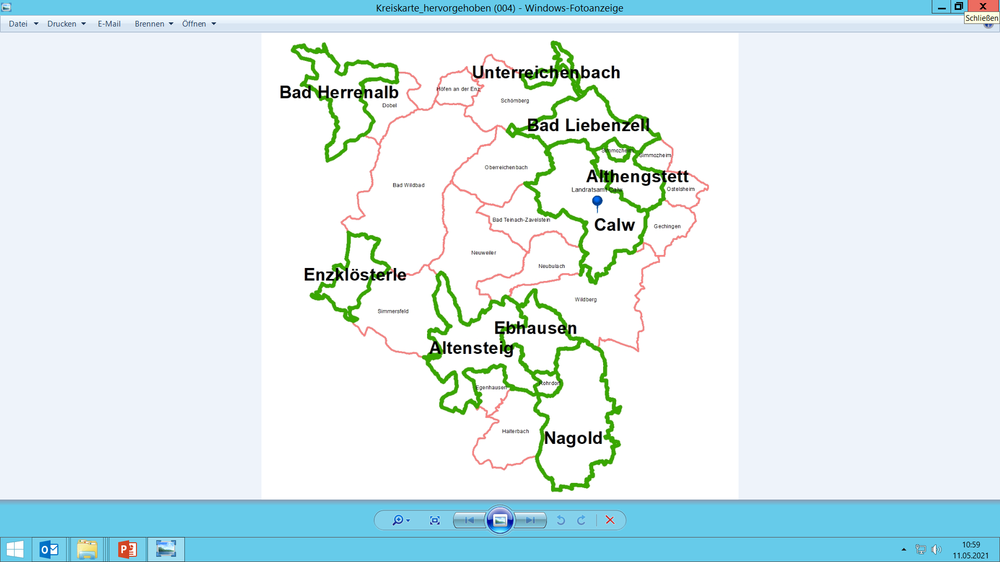 Kreiskarte_hervorgehoben (004) - Windows-Fotoanzeige
Datei Drucken E-Mail Brennen Öffnen
Schließen
Unterreichenbach
Bad Herrenalb
Höfen an der Enz
Schömberg
Dobel
Bad Liebenzell
Simmozheim
Simmozheim
Oberreichenbach
Althengstett
Bad Wildbad
Landratsamt Calw
Ostelsheim
Bad Teinach-Zavelstein
Calw
Gechingen
Neuweiler
Neubulach
Enzklösterle
Wildberg
Simmersfeld
Ebhausen
Altensteig
Rohrdorf
Egenhausen
Haiterbach
Nagold
10:59
11.05.2021